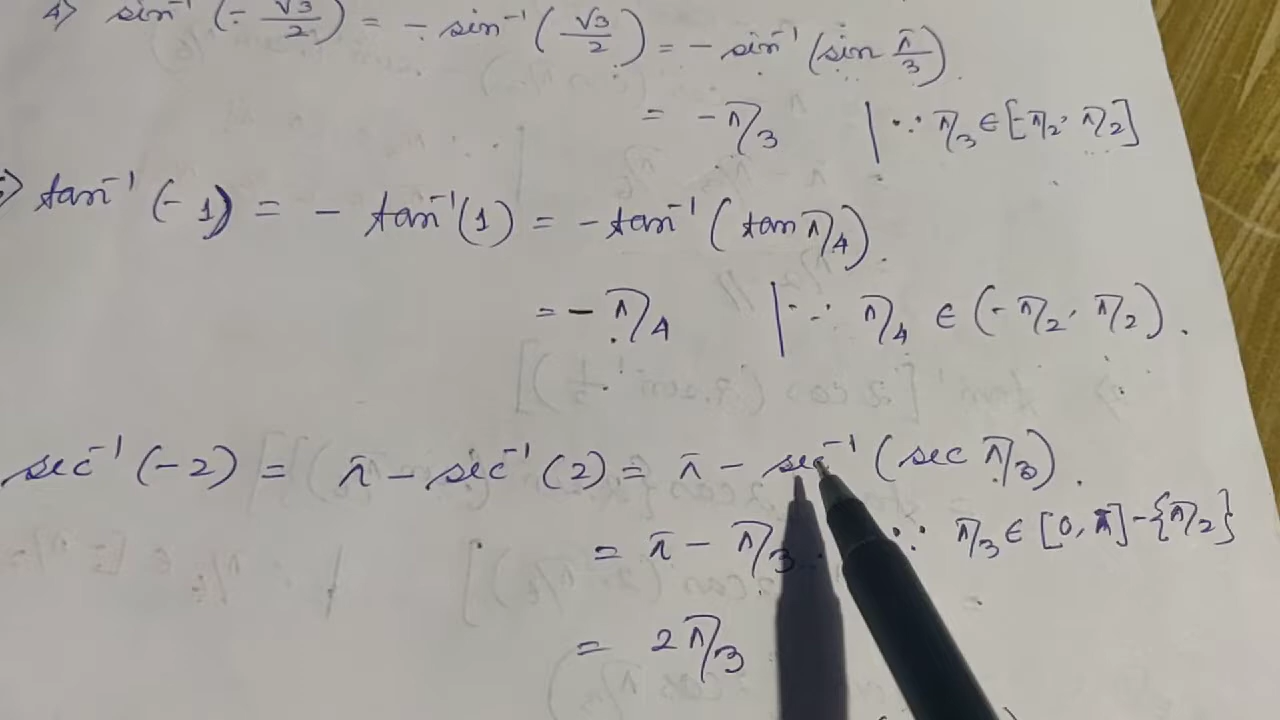 4) sin⁻¹(-√3/2) = - sin⁻¹(√3/2) = - sin⁻¹(sin π/3).
= -π/3 | ∵ π/3 ∈ [-π/2, π/2]
tan⁻¹(-1) = - tan⁻¹(1) = - tan⁻¹(tan π/4).
= - π/4 | ∵ π/4 ∈ (-π/2, π/2).
sec⁻¹(-2) = π - sec⁻¹(2) = π - sec⁻¹(sec π/3).
= π - π/3. ∵ π/3 ∈ [0, π] - {π/2}
= 2π/3